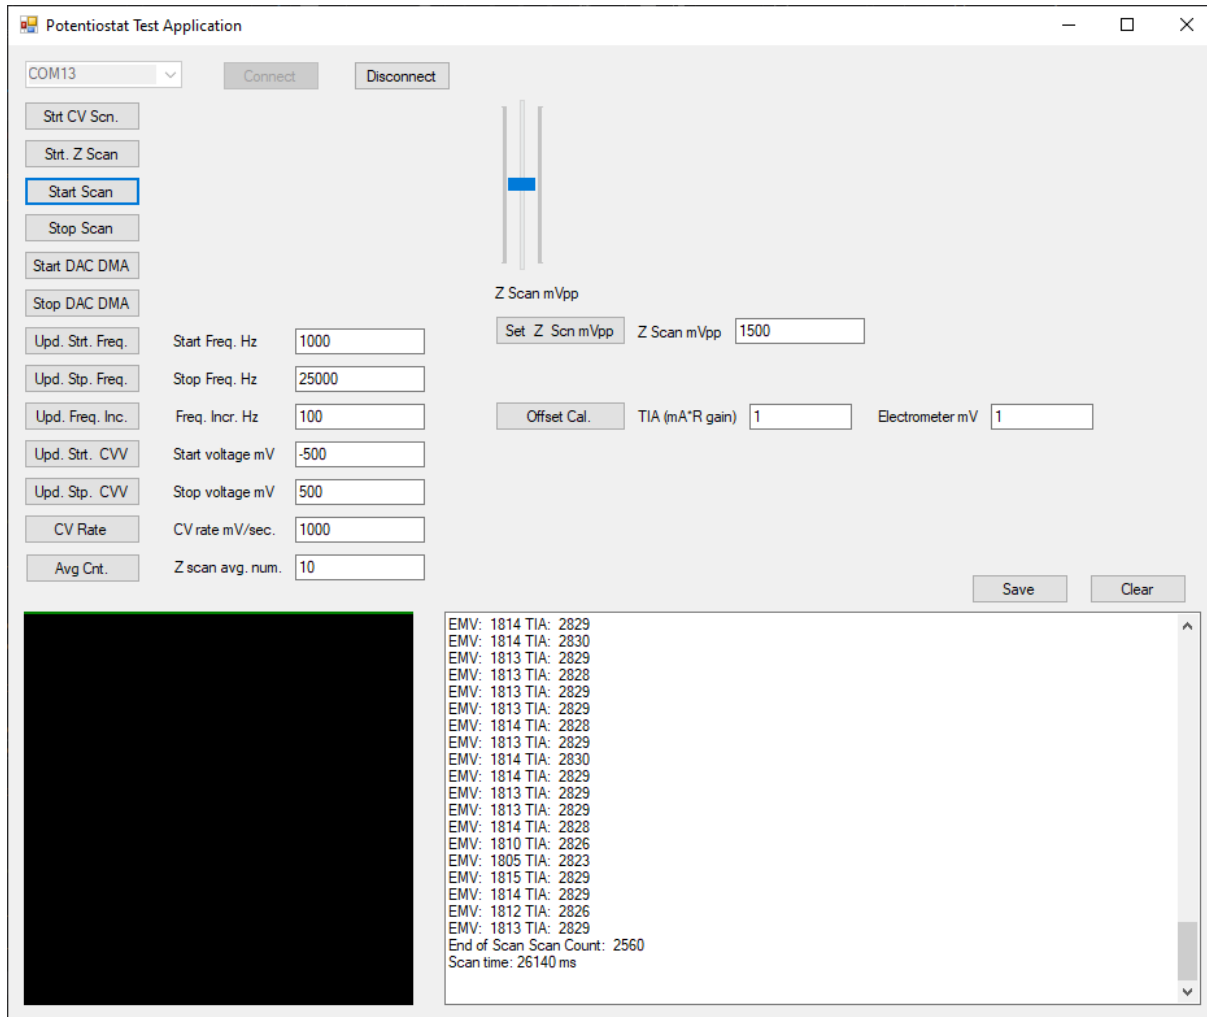 Potentiostat Test Application
COM13 Connect Disconnect
Strt CV Scn.
Strt. Z Scan
Start Scan
Stop Scan
Start DAC DMA
Stop DAC DMA
Z Scan mVpp
Upd. Strt. Freq. Start Freq. Hz 1000 Set Z Scn mVpp Z Scan mVpp 1500
Upd. Stp. Freq. Stop Freq. Hz 25000
Upd. Freq. Inc. Freq. Incr. Hz 100 Offset Cal. TIA (mA*R gain) 1 Electrometer mV 1
Upd. Strt. CVV Start voltage mV -500
Upd. Stp. CVV Stop voltage mV 500
CV Rate CV rate mV/sec. 1000
Avg Cnt. Z scan avg. num. 10
Save Clear
EMV: 1814 TIA: 2829
EMV: 1814 TIA: 2830
EMV: 1813 TIA: 2829
EMV: 1813 TIA: 2828
EMV: 1813 TIA: 2829
EMV: 1813 TIA: 2829
EMV: 1814 TIA: 2828
EMV: 1813 TIA: 2829
EMV: 1814 TIA: 2830
EMV: 1814 TIA: 2829
EMV: 1813 TIA: 2829
EMV: 1813 TIA: 2829
EMV: 1814 TIA: 2828
EMV: 1810 TIA: 2826
EMV: 1805 TIA: 2823
EMV: 1815 TIA: 2829
EMV: 1814 TIA: 2829
EMV: 1812 TIA: 2826
EMV: 1813 TIA: 2829
End of Scan Scan Count: 2560
Scan time: 26140 ms